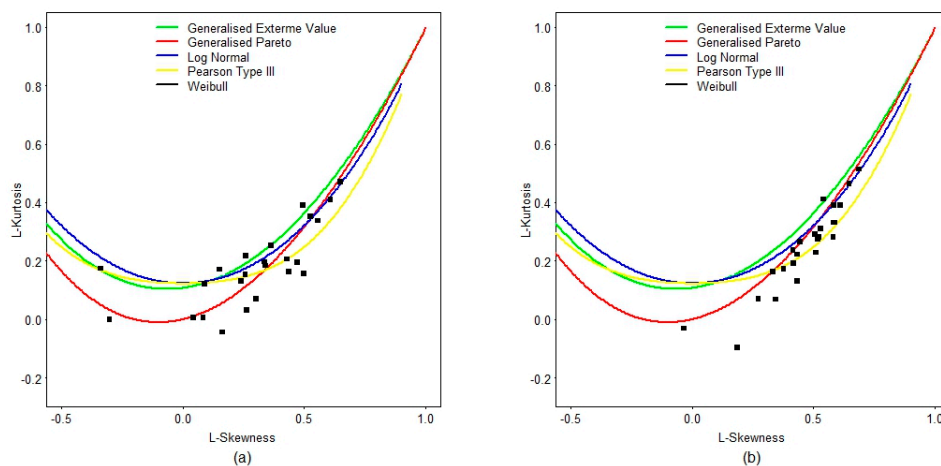 Generalised Exterme Value
Generalised Pareto
Log Normal
Pearson Type III
Weibull
1.0
0.8
0.6
0.4
0.2
0.0
-0.2
L-Kurtosis
-0.5
0.0
0.5
1.0
L-Skewness
(a)
Generalised Exterme Value
Generalised Pareto
Log Normal
Pearson Type III
Weibull
1.0
0.8
0.6
0.4
0.2
0.0
-0.2
L-Kurtosis
-0.5
0.0
0.5
1.0
L-Skewness
(b)